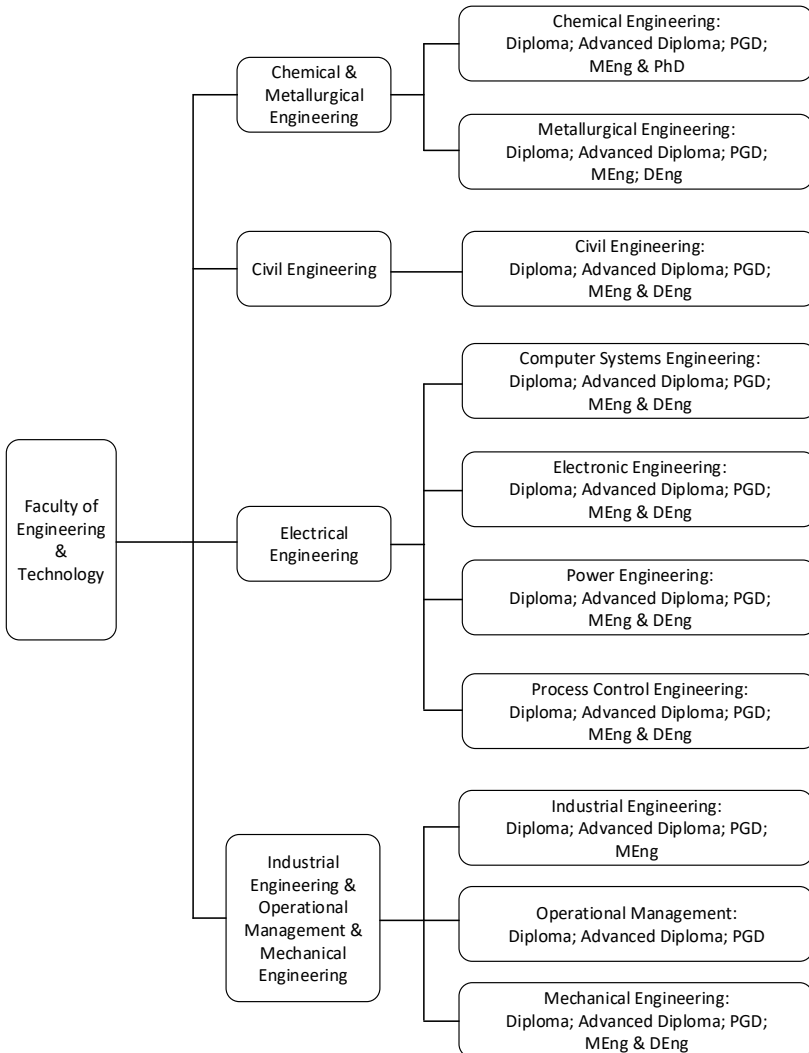 Faculty of
Engineering
&
Technology
Chemical &
Metallurgical
Engineering
Chemical Engineering:
Diploma; Advanced Diploma; PGD;
MEng & PhD
Metallurgical Engineering:
Diploma; Advanced Diploma; PGD;
MEng; DEng
Civil Engineering
Civil Engineering:
Diploma; Advanced Diploma; PGD;
MEng & DEng
Electrical
Engineering
Computer Systems Engineering:
Diploma; Advanced Diploma; PGD;
MEng & DEng
Electronic Engineering:
Diploma; Advanced Diploma; PGD;
MEng & DEng
Power Engineering:
Diploma; Advanced Diploma; PGD;
MEng & DEng
Process Control Engineering:
Diploma; Advanced Diploma; PGD;
MEng & DEng
Industrial
Engineering &
Operational
Management &
Mechanical
Engineering
Industrial Engineering:
Diploma; Advanced Diploma; PGD;
MEng
Operational Management:
Diploma; Advanced Diploma; PGD
Mechanical Engineering:
Diploma; Advanced Diploma; PGD;
MEng & DEng